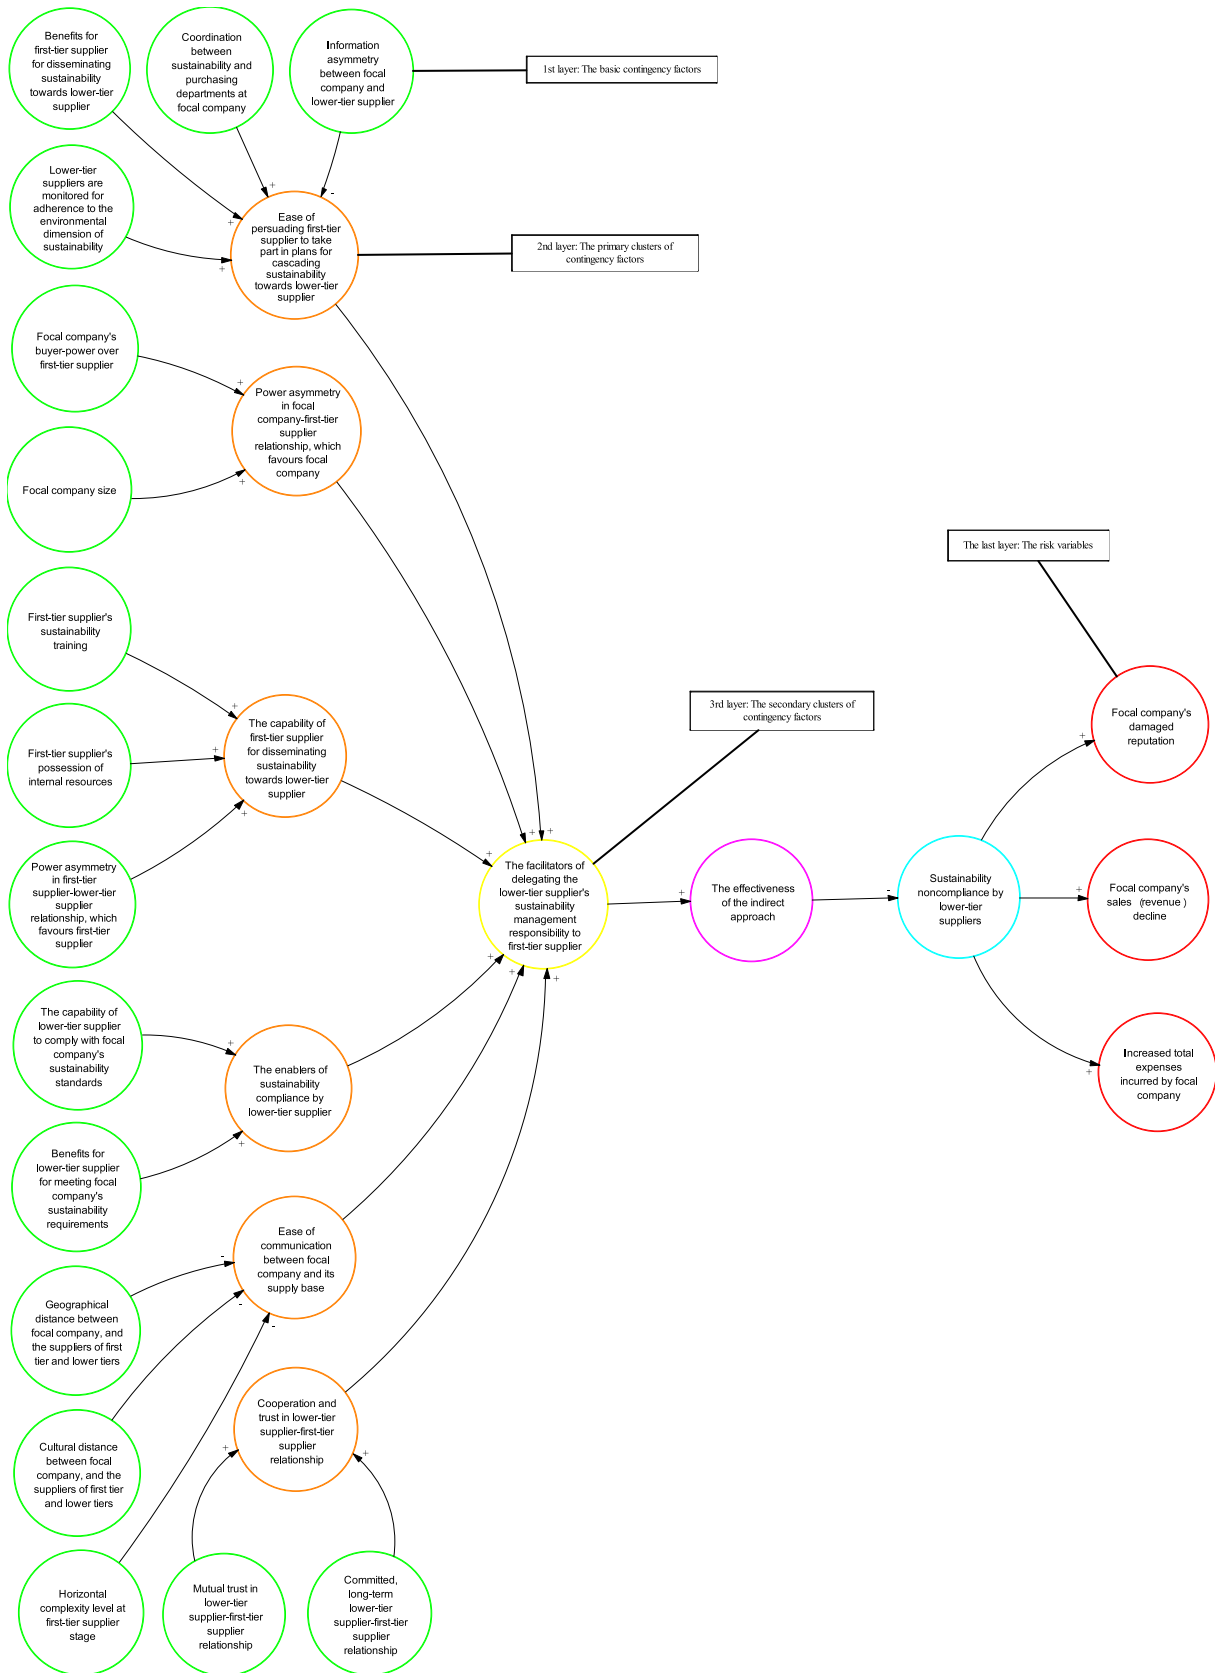 Benefits for
first-tier supplier
for disseminating
sustainability
towards lower-tier
supplier
Coordination
between
sustainability and
purchasing
departments at
focal company
Information
asymmetry
between focal
company and
lower-tier supplier
1st layer: The basic contingency factors
Lower-tier
suppliers are
monitored for
adherence to the
environmental
dimension of
sustainability
+
-
+
+
Ease of
persuading first-tier
supplier to take
part in plans for
cascading
sustainability
towards lower-tier
supplier
2nd layer: The primary clusters of
contingency factors
Focal company's
buyer-power over
first-tier supplier
+
Power asymmetry
in focal
company-first-tier
supplier
relationship, which
favours focal
company
Focal company size
+
The last layer: The risk variables
First-tier supplier's
sustainability
training
+
First-tier supplier's
possession of
internal resources
+
The capability of
first-tier supplier
for disseminating
sustainability
towards lower-tier
supplier
+
3rd layer: The secondary clusters of
contingency factors
Focal company's
damaged
reputation
+
Power asymmetry
in first-tier
supplier-lower-tier
supplier
relationship, which
favours first-tier
supplier
+
+
+
The facilitators of
delegating the
lower-tier supplier's
sustainability
management
responsibility to
first-tier supplier
+
The effectiveness
of the indirect
approach
-
Sustainability
noncompliance by
lower-tier
suppliers
+
Focal company's
sales (revenue )
decline
+
+
+
The capability of
lower-tier supplier
to comply with focal
company's
sustainability
standards
+
The enablers of
sustainability
compliance by
lower-tier supplier
+
Increased total
expenses
incurred by focal
company
Benefits for
lower-tier supplier
for meeting focal
company's
sustainability
requirements
+
Ease of
communication
between focal
company and its
supply base
-
-
-
Geographical
distance between
focal company, and
the suppliers of first
tier and lower tiers
Cooperation and
trust in lower-tier
supplier-first-tier
supplier
relationship
+
+
Cultural distance
between focal
company, and the
suppliers of first tier
and lower tiers
Horizontal
complexity level at
first-tier supplier
stage
Mutual trust in
lower-tier
supplier-first-tier
supplier
relationship
Committed,
long-term
lower-tier
supplier-first-tier
supplier
relationship